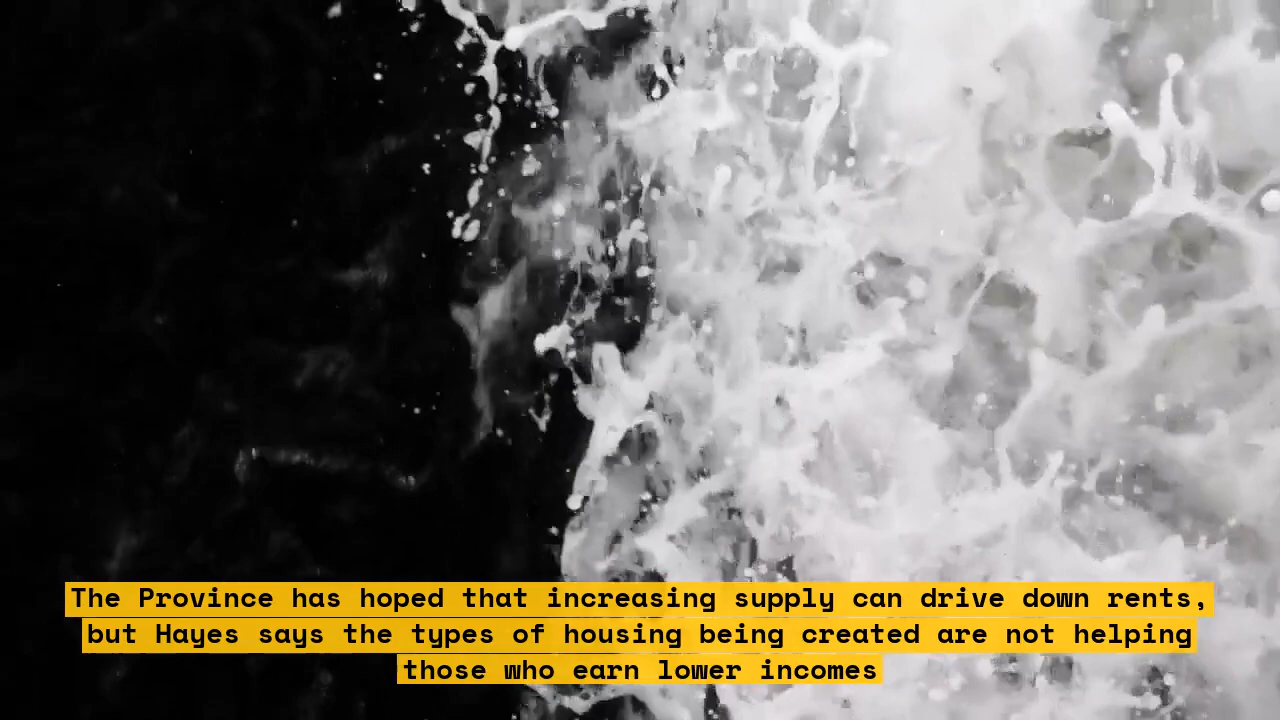 The Province has hoped that increasing supply can drive down rents,
but Hayes says the types of housing being created are not helping
those who earn lower incomes